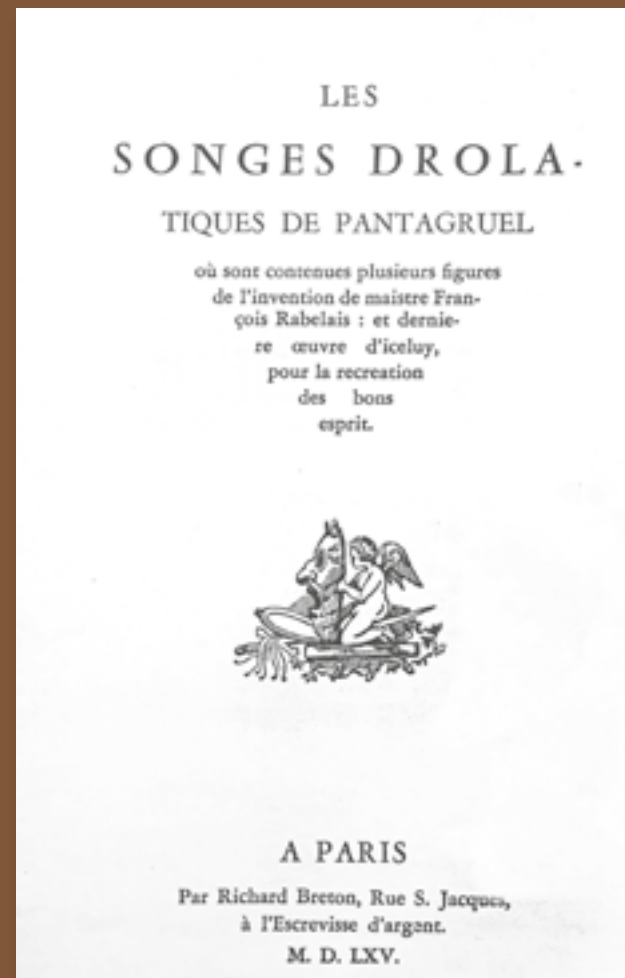 LES
SONGES DROLA-
TIQUES DE PANTAGRUEL
où sont contenues plusieurs figures
de l'invention de maistre Fran-
çois Rabelais : et dernie-
re œuvre d'iceluy,
pour la recreation
des bons
esprit.
A PARIS
Par Richard Breton, Rue S. Jacques,
à l'Escrevisse d'argent.
M. D. LXV.